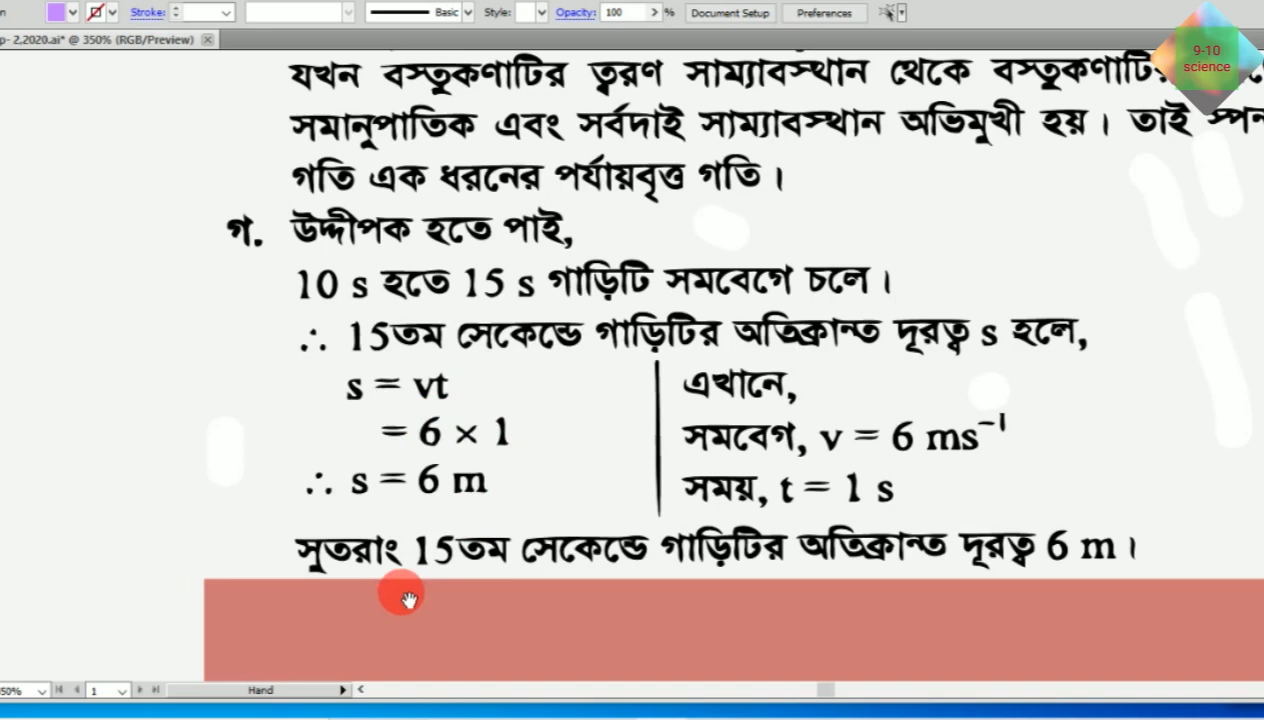 Stroke: Basic Style: Opacity: 100 % Document Setup Preferences
p- 2,2020.ai* @ 350% (RGB/Preview)
9-10
science
যখন বস্তুকণাটির ত্বরণ সাম্যাবস্থান থেকে বস্তুকণাটির
সমানুপাতিক এবং সর্বদাই সাম্যাবস্থান অভিমুখী হয়। তাই স্পন
গতি এক ধরনের পর্যায়বৃত্ত গতি।
গ. উদ্দীপক হতে পাই,
10 s হতে 15 s গাড়িটি সমবেগে চলে।
∴ 15তম সেকেন্ডে গাড়িটির অতিক্রান্ত দূরত্ব s হলে,
s = vt
= 6 × 1
∴ s = 6 m
এখানে,
সমবেগ, v = 6 ms⁻¹
সময়, t = 1 s
সুতরাং 15তম সেকেন্ডে গাড়িটির অতিক্রান্ত দূরত্ব 6 m।
50% 1 Hand